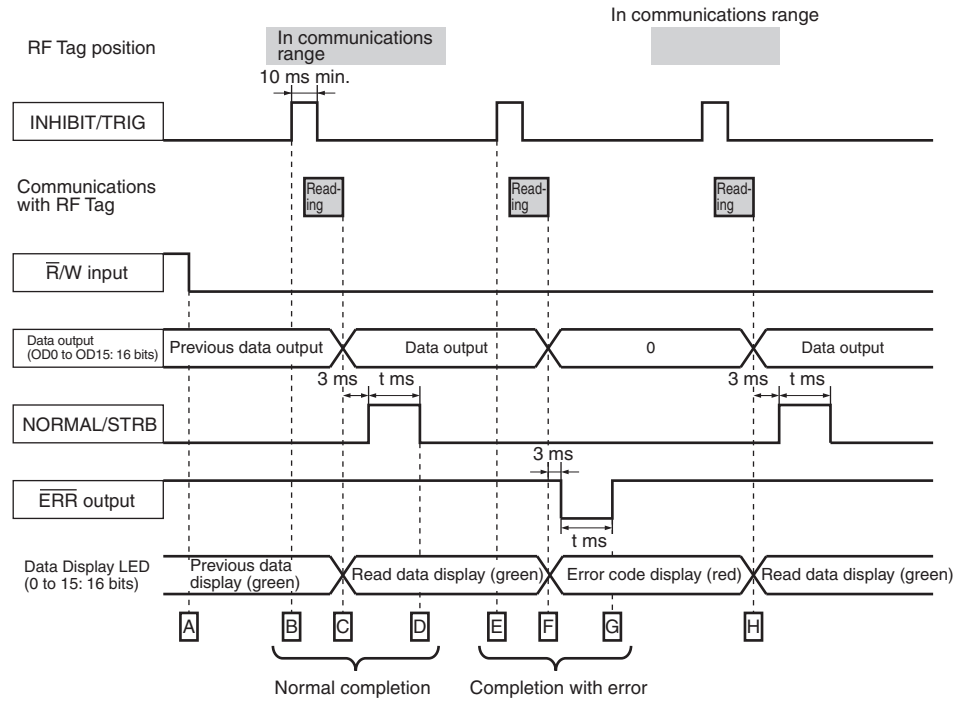 In communications range
RF Tag position
In communications
range
10 ms min.
INHIBIT/TRIG
Communications
with RF Tag
Read-
ing
Read-
ing
Read-
ing
R̅/W input
Data output
(OD0 to OD15: 16 bits)
Previous data output
Data output
0
Data output
3 ms
t ms
3 ms
t ms
NORMAL/STRB
3 ms
E̅R̅R̅ output
t ms
Data Display LED
(0 to 15: 16 bits)
Previous data
display (green)
Read data display (green)
Error code display (red)
Read data display (green)
A
B
C
D
E
F
G
H
Normal completion
Completion with error